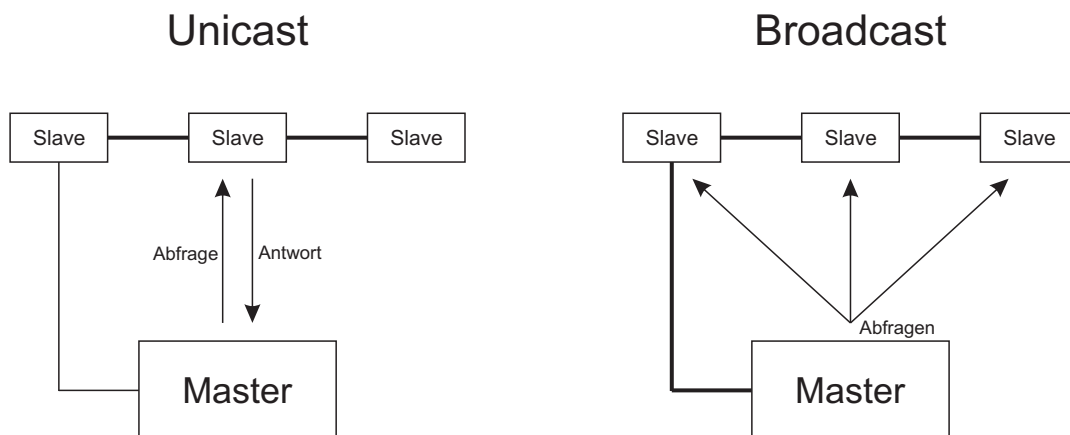 Unicast
Slave
Slave
Slave
Abfrage
Antwort
Master
Broadcast
Slave
Slave
Slave
Abfragen
Master